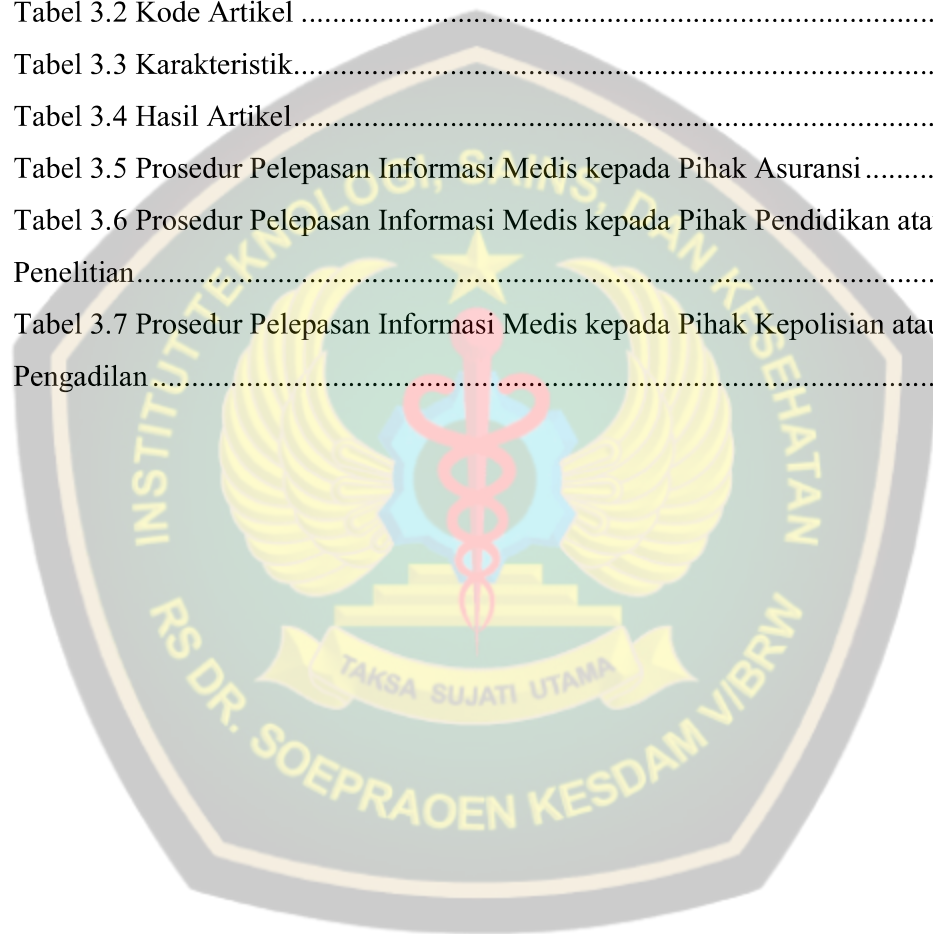 Tabel 3.2 Kode Artikel ................................................................................
Tabel 3.3 Karakteristik.................................................................................
Tabel 3.4 Hasil Artikel.................................................................................
Tabel 3.5 Prosedur Pelepasan Informasi Medis kepada Pihak Asuransi .........
Tabel 3.6 Prosedur Pelepasan Informasi Medis kepada Pihak Pendidikan ata
Penelitian.....................................................................................................
Tabel 3.7 Prosedur Pelepasan Informasi Medis kepada Pihak Kepolisian atau
Pengadilan ...................................................................................................
INSTITUT TEKNOLOGI, SAINS, DAN KESEHATAN
TAKSA SUJATI UTAMA
RS DR. SOEPRAOEN KESDAM V/BRW